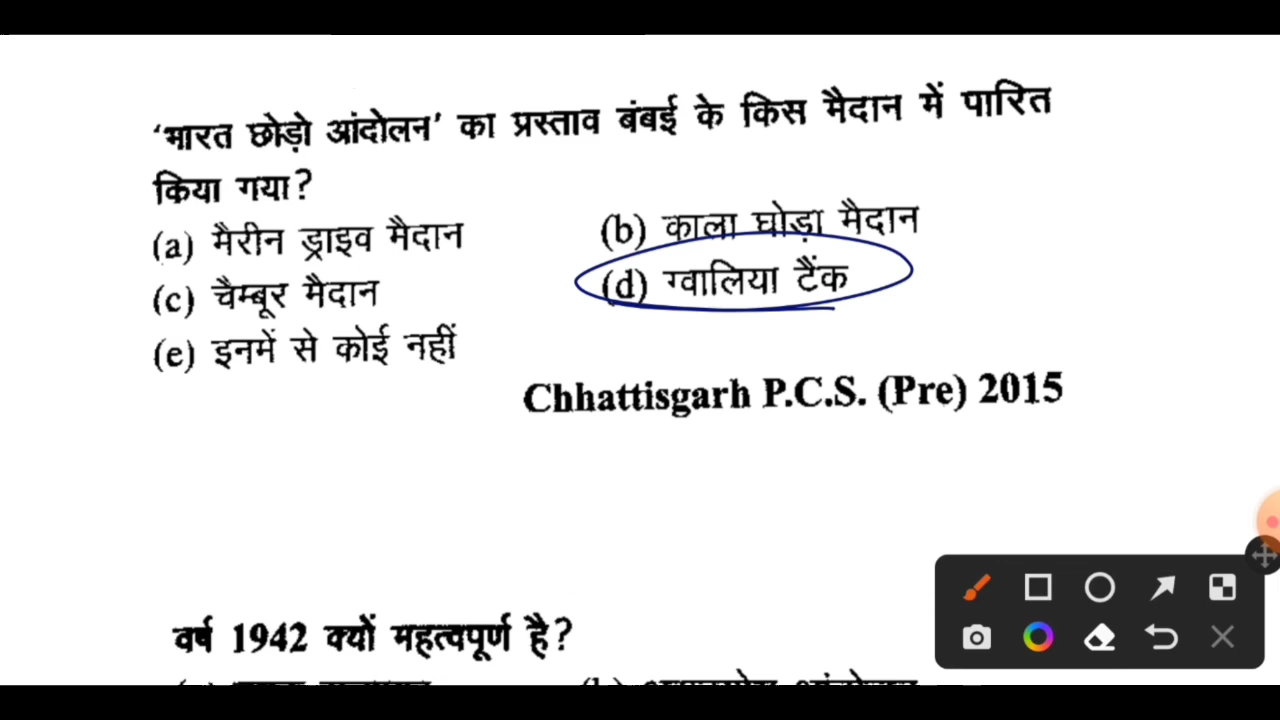 ‘भारत छोड़ो आंदोलन’ का प्रस्ताव बंबई के किस मैदान में पारित
किया गया?
(a) मैरीन ड्राइव मैदान (b) काला घोड़ा मैदान
(c) चैम्बूर मैदान (d) ग्वालिया टैंक
(e) इनमें से कोई नहीं
Chhattisgarh P.C.S. (Pre) 2015
वर्ष 1942 क्यों महत्वपूर्ण है?